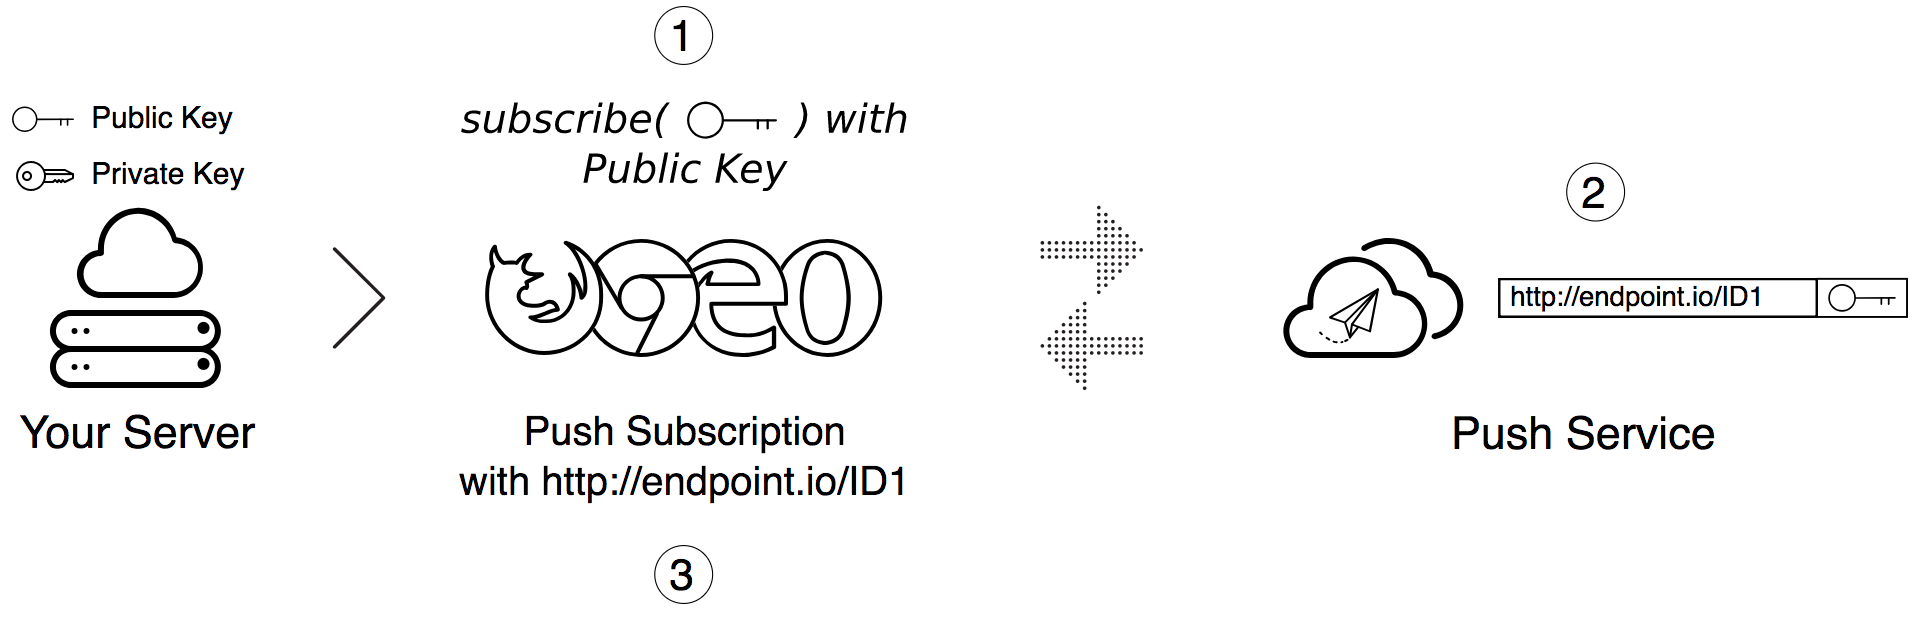 Public Key
Private Key
Your Server
1
subscribe( ) with
Public Key
Push Subscription
with http://endpoint.io/ID1
3
2
http://endpoint.io/ID1
Push Service